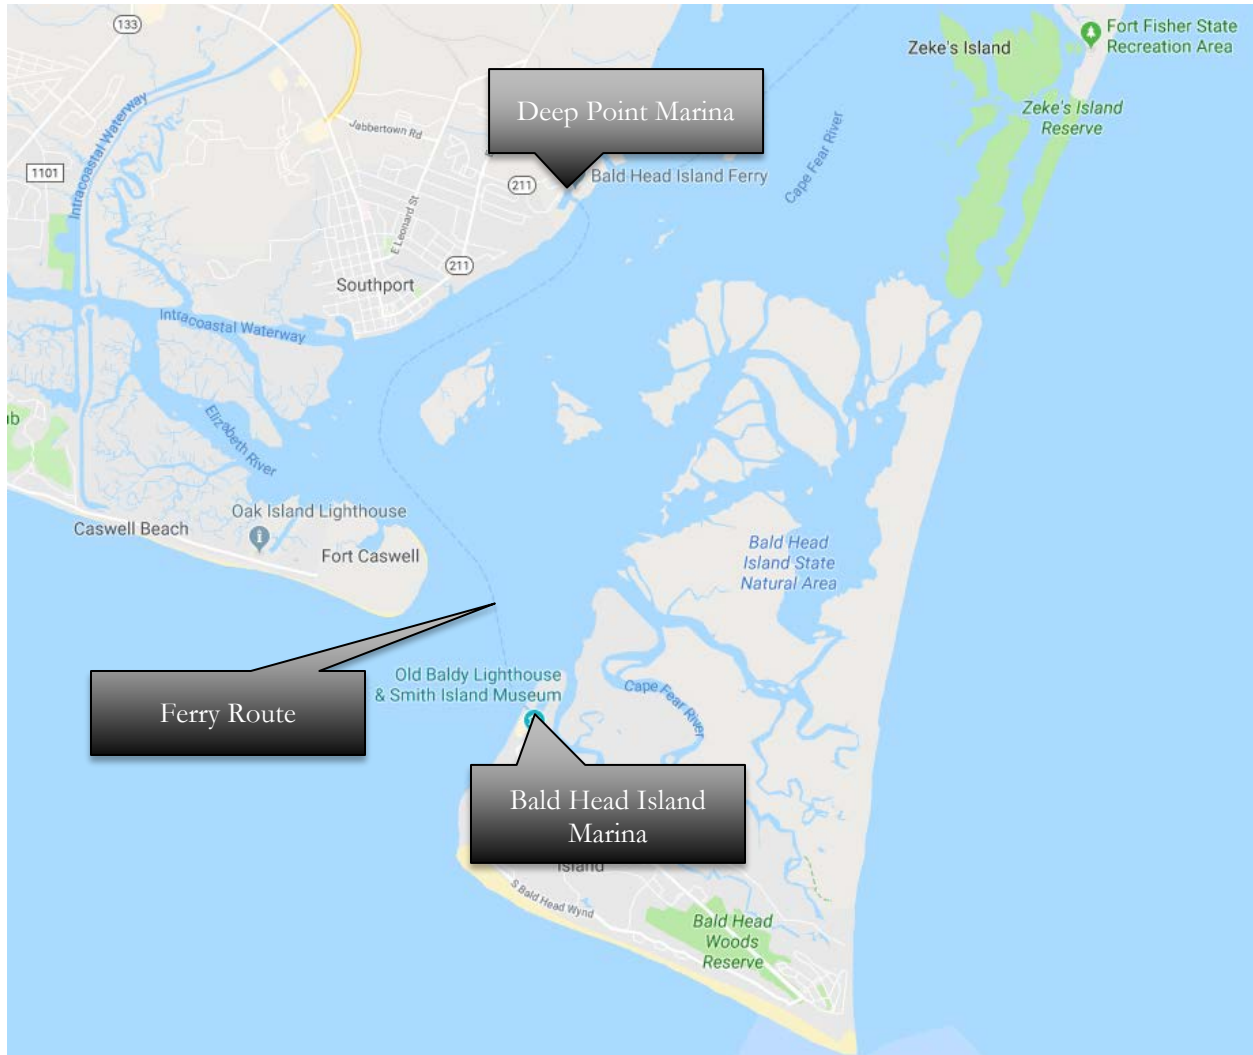 133
Fort Fisher State
Recreation Area
Zeke's Island
Zeke's Island
Reserve
Deep Point Marina
Jabbertown Rd
Intracoastal Waterway
1101
211
Bald Head Island Ferry
Cape Fear River
E Leonard St
211
Southport
Intracoastal Waterway
Elizabeth River
Oak Island Lighthouse
Caswell Beach
Fort Caswell
Bald Head
Island State
Natural Area
Ferry Route
Old Baldy Lighthouse
& Smith Island Museum
Cape Fear River
Bald Head Island
Marina
Island
S Bald Head Wynd
Bald Head
Woods
Reserve